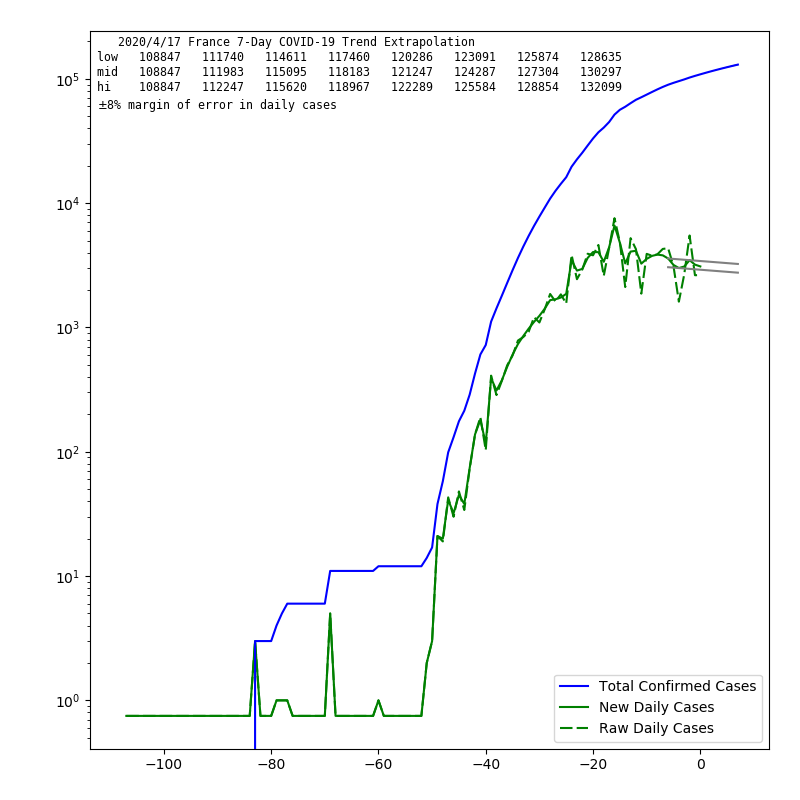 2020/4/17 France 7-Day COVID-19 Trend Extrapolation
low 108847 111740 114611 117460 120286 123091 125874 128635
mid 108847 111983 115095 118183 121247 124287 127304 130297
hi 108847 112247 115620 118967 122289 125584 128854 132099
±8% margin of error in daily cases
10⁵
10⁴
10³
10²
10¹
10⁰
Total Confirmed Cases
New Daily Cases
Raw Daily Cases
−100 −80 −60 −40 −20 0